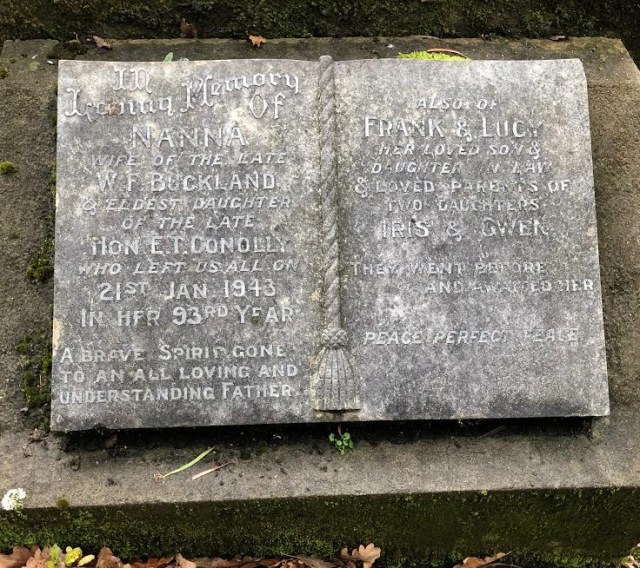 In
Loving Memory
Of
NANNA
WIFE OF THE LATE
W. F. BUCKLAND
& ELDEST DAUGHTER
OF THE LATE
HON E. T. CONOLLY
WHO LEFT US ALL ON
21ST JAN. 1943
IN HER 93RD YEAR
A BRAVE SPIRIT GONE
TO AN ALL LOVING AND
UNDERSTANDING FATHER.
ALSO OF
FRANK & LUCY
HER LOVED SON &
DAUGHTER IN LAW
& LOVED PARENTS OF
TWO DAUGHTERS
IRIS & GWEN
THEY WENT BEFORE
AND AWAITED HER
PEACE PERFECT PEACE